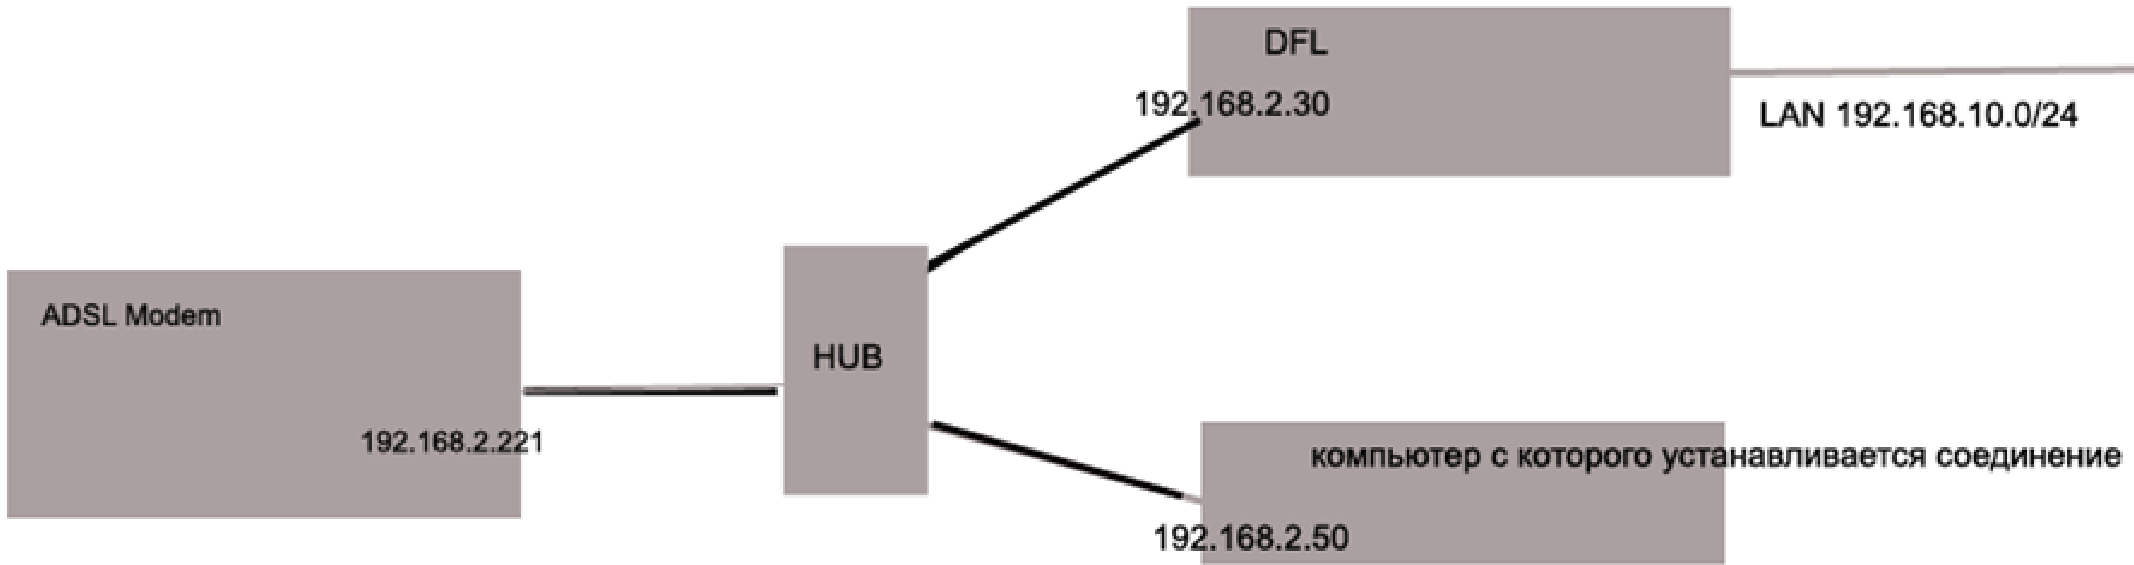 DFL
192.168.2.30
LAN 192.168.10.0/24
ADSL Modem
HUB
192.168.2.221
компьютер с которого устанавливается соединение
192.168.2.50